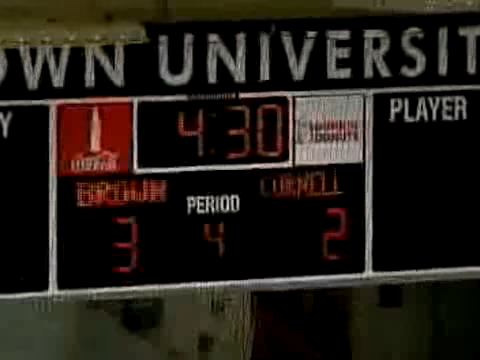 OWN UNIVERSIT
Y 4:30 PLAYER
BROWN CORNELL
PERIOD
3 4 2